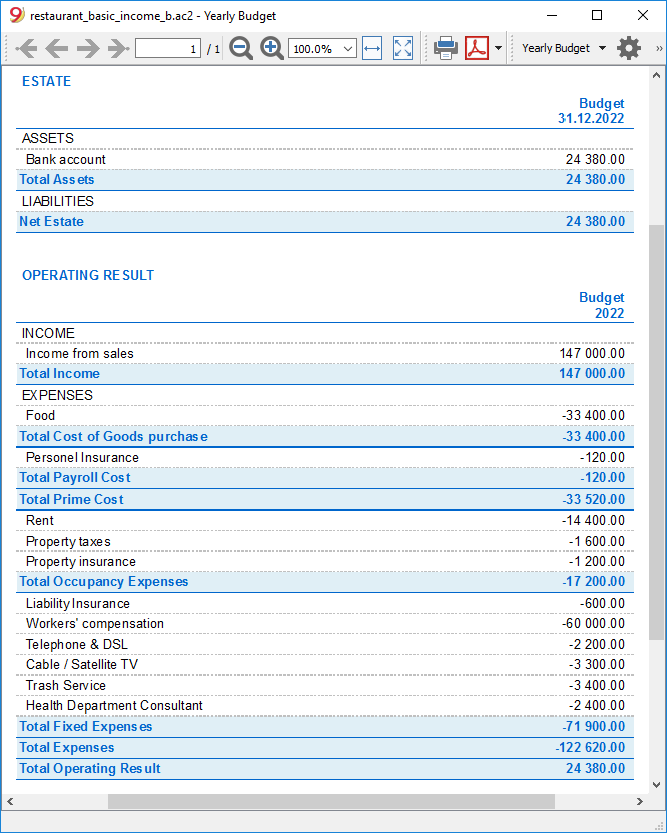 restaurant_basic_income_b.ac2 - Yearly Budget
1 / 1 100.0% Yearly Budget »
ESTATE
Budget
31.12.2022
ASSETS
Bank account 24 380.00
Total Assets 24 380.00
LIABILITIES
Net Estate 24 380.00
OPERATING RESULT
Budget
2022
INCOME
Income from sales 147 000.00
Total Income 147 000.00
EXPENSES
Food -33 400.00
Total Cost of Goods purchase -33 400.00
Personel Insurance -120.00
Total Payroll Cost -120.00
Total Prime Cost -33 520.00
Rent -14 400.00
Property taxes -1 600.00
Property insurance -1 200.00
Total Occupancy Expenses -17 200.00
Liability Insurance -600.00
Workers' compensation -60 000.00
Telephone & DSL -2 200.00
Cable / Satellite TV -3 300.00
Trash Service -3 400.00
Health Department Consultant -2 400.00
Total Fixed Expenses -71 900.00
Total Expenses -122 620.00
Total Operating Result 24 380.00